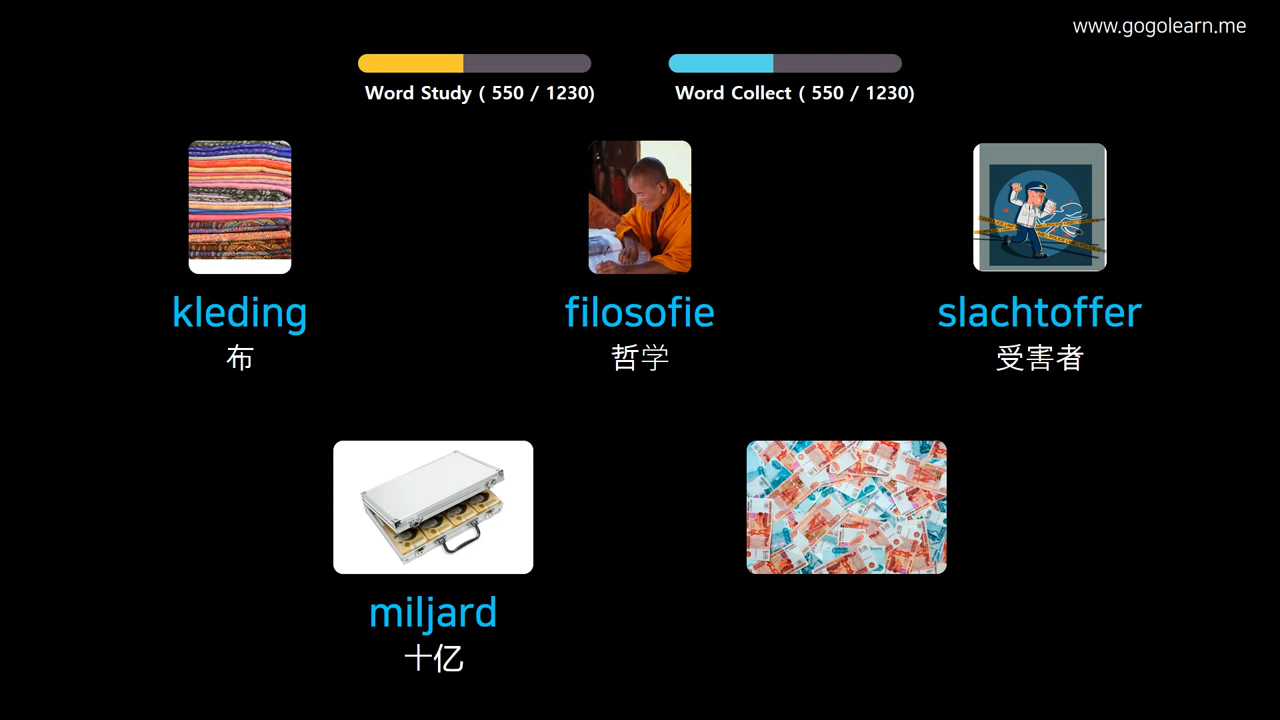 www.gogolearn.me
Word Study ( 550 / 1230)
Word Collect ( 550 / 1230)
kleding
布
filosofie
哲学
slachtoffer
受害者
miljard
十亿